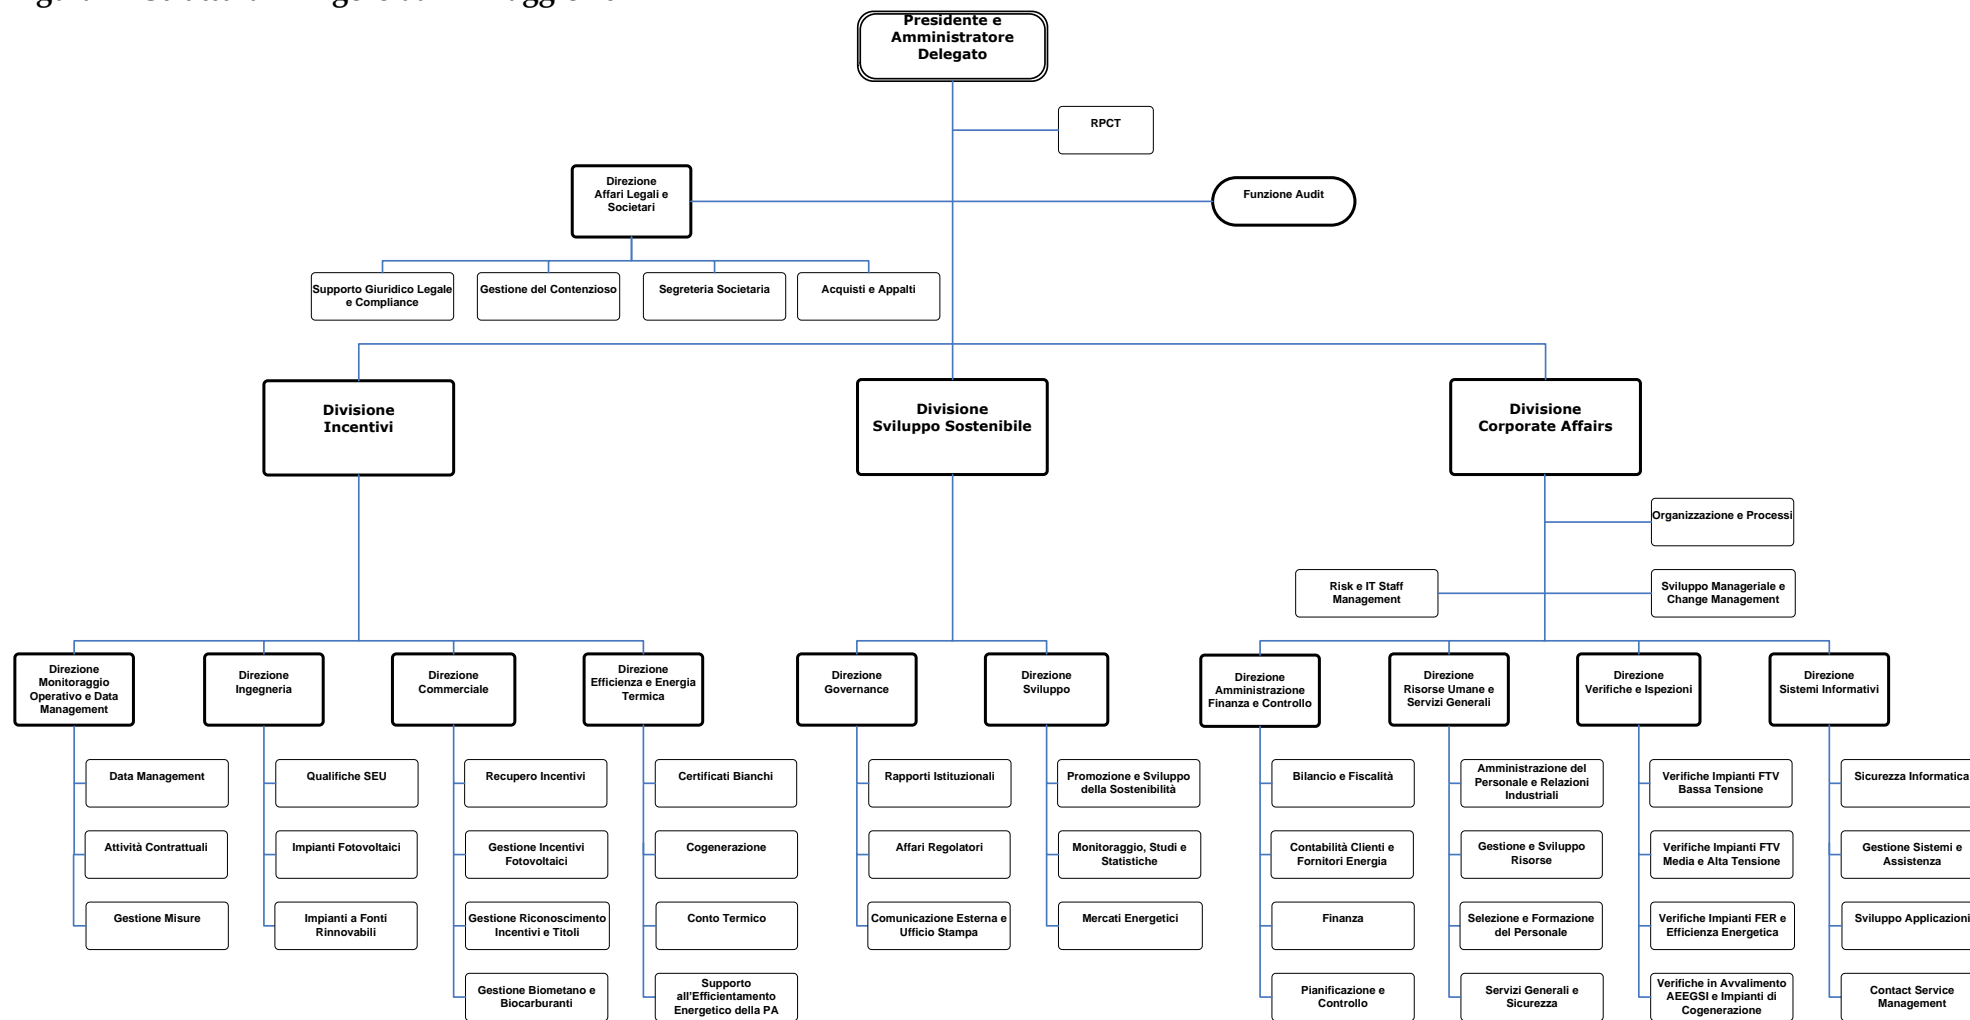 Presidente e
Amministratore
Delegato
RPCT
Direzione
Affari Legali e
Societari
Funzione Audit
Supporto Giuridico Legale
e Compliance
Gestione del Contenzioso
Segreteria Societaria
Acquisti e Appalti
Divisione
Incentivi
Divisione
Sviluppo Sostenibile
Divisione
Corporate Affairs
Organizzazione e Processi
Risk e IT Staff
Management
Sviluppo Manageriale e
Change Management
Direzione
Monitoraggio
Operativo e Data
Management
Direzione
Ingegneria
Direzione
Commerciale
Direzione
Efficienza e Energia
Termica
Direzione
Governance
Direzione
Sviluppo
Direzione
Amministrazione
Finanza e Controllo
Direzione
Risorse Umane e
Servizi Generali
Direzione
Verifiche e Ispezioni
Direzione
Sistemi Informativi
Data Management
Qualifiche SEU
Recupero Incentivi
Certificati Bianchi
Rapporti Istituzionali
Promozione e Sviluppo
della Sostenibilità
Bilancio e Fiscalità
Amministrazione del
Personale e Relazioni
Industriali
Verifiche Impianti FTV
Bassa Tensione
Sicurezza Informatica
Attività Contrattuali
Impianti Fotovoltaici
Gestione Incentivi
Fotovoltaici
Cogenerazione
Affari Regolatori
Monitoraggio, Studi e
Statistiche
Contabilità Clienti e
Fornitori Energia
Gestione e Sviluppo
Risorse
Verifiche Impianti FTV
Media e Alta Tensione
Gestione Sistemi e
Assistenza
Gestione Misure
Impianti a Fonti
Rinnovabili
Gestione Riconoscimento
Incentivi e Titoli
Conto Termico
Comunicazione Esterna e
Ufficio Stampa
Mercati Energetici
Finanza
Selezione e Formazione
del Personale
Verifiche Impianti FER e
Efficienza Energetica
Sviluppo Applicazioni
Gestione Biometano e
Biocarburanti
Supporto
all'Efficientamento
Energetico della PA
Pianificazione e
Controllo
Servizi Generali e
Sicurezza
Verifiche in Avvalimento
AEEGSI e Impianti di
Cogenerazione
Contact Service
Management